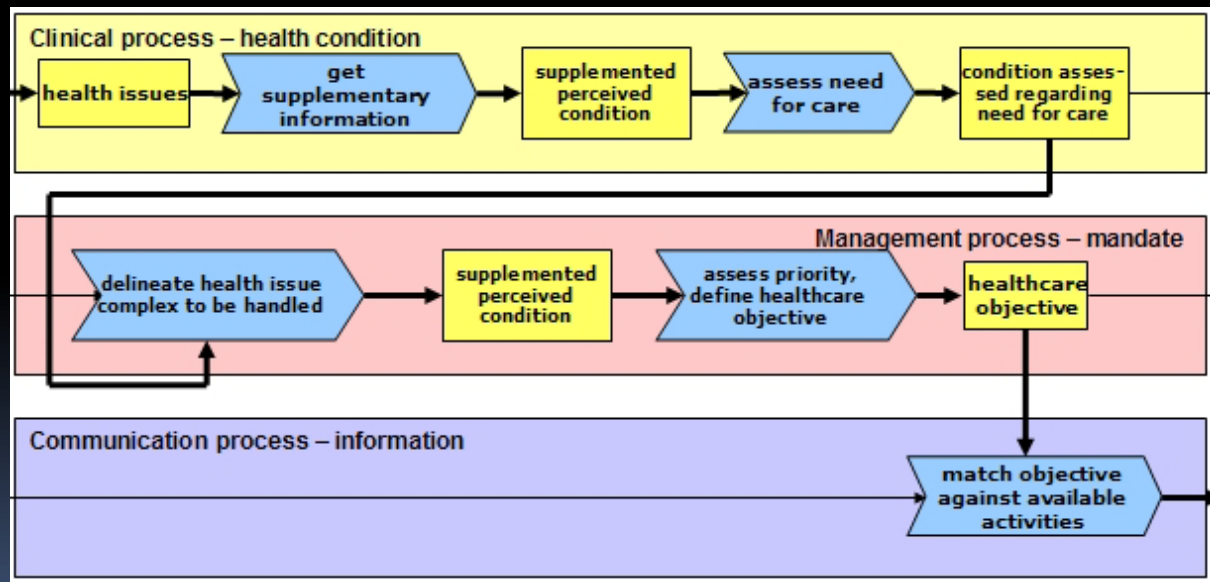 Clinical process – health condition
health issues
get
supplementary
information
supplemented
perceived
condition
assess need
for care
condition asses-
sed regarding
need for care
Management process – mandate
delineate health issue
complex to be handled
supplemented
perceived
condition
assess priority,
define healthcare
objective
healthcare
objective
Communication process – information
match objective
against available
activities